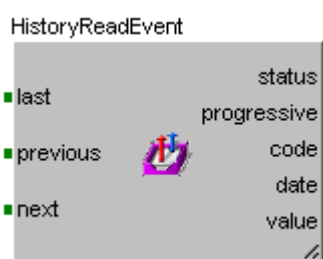 HistoryReadEvent
last
previous
next
status
progressive
code
date
value